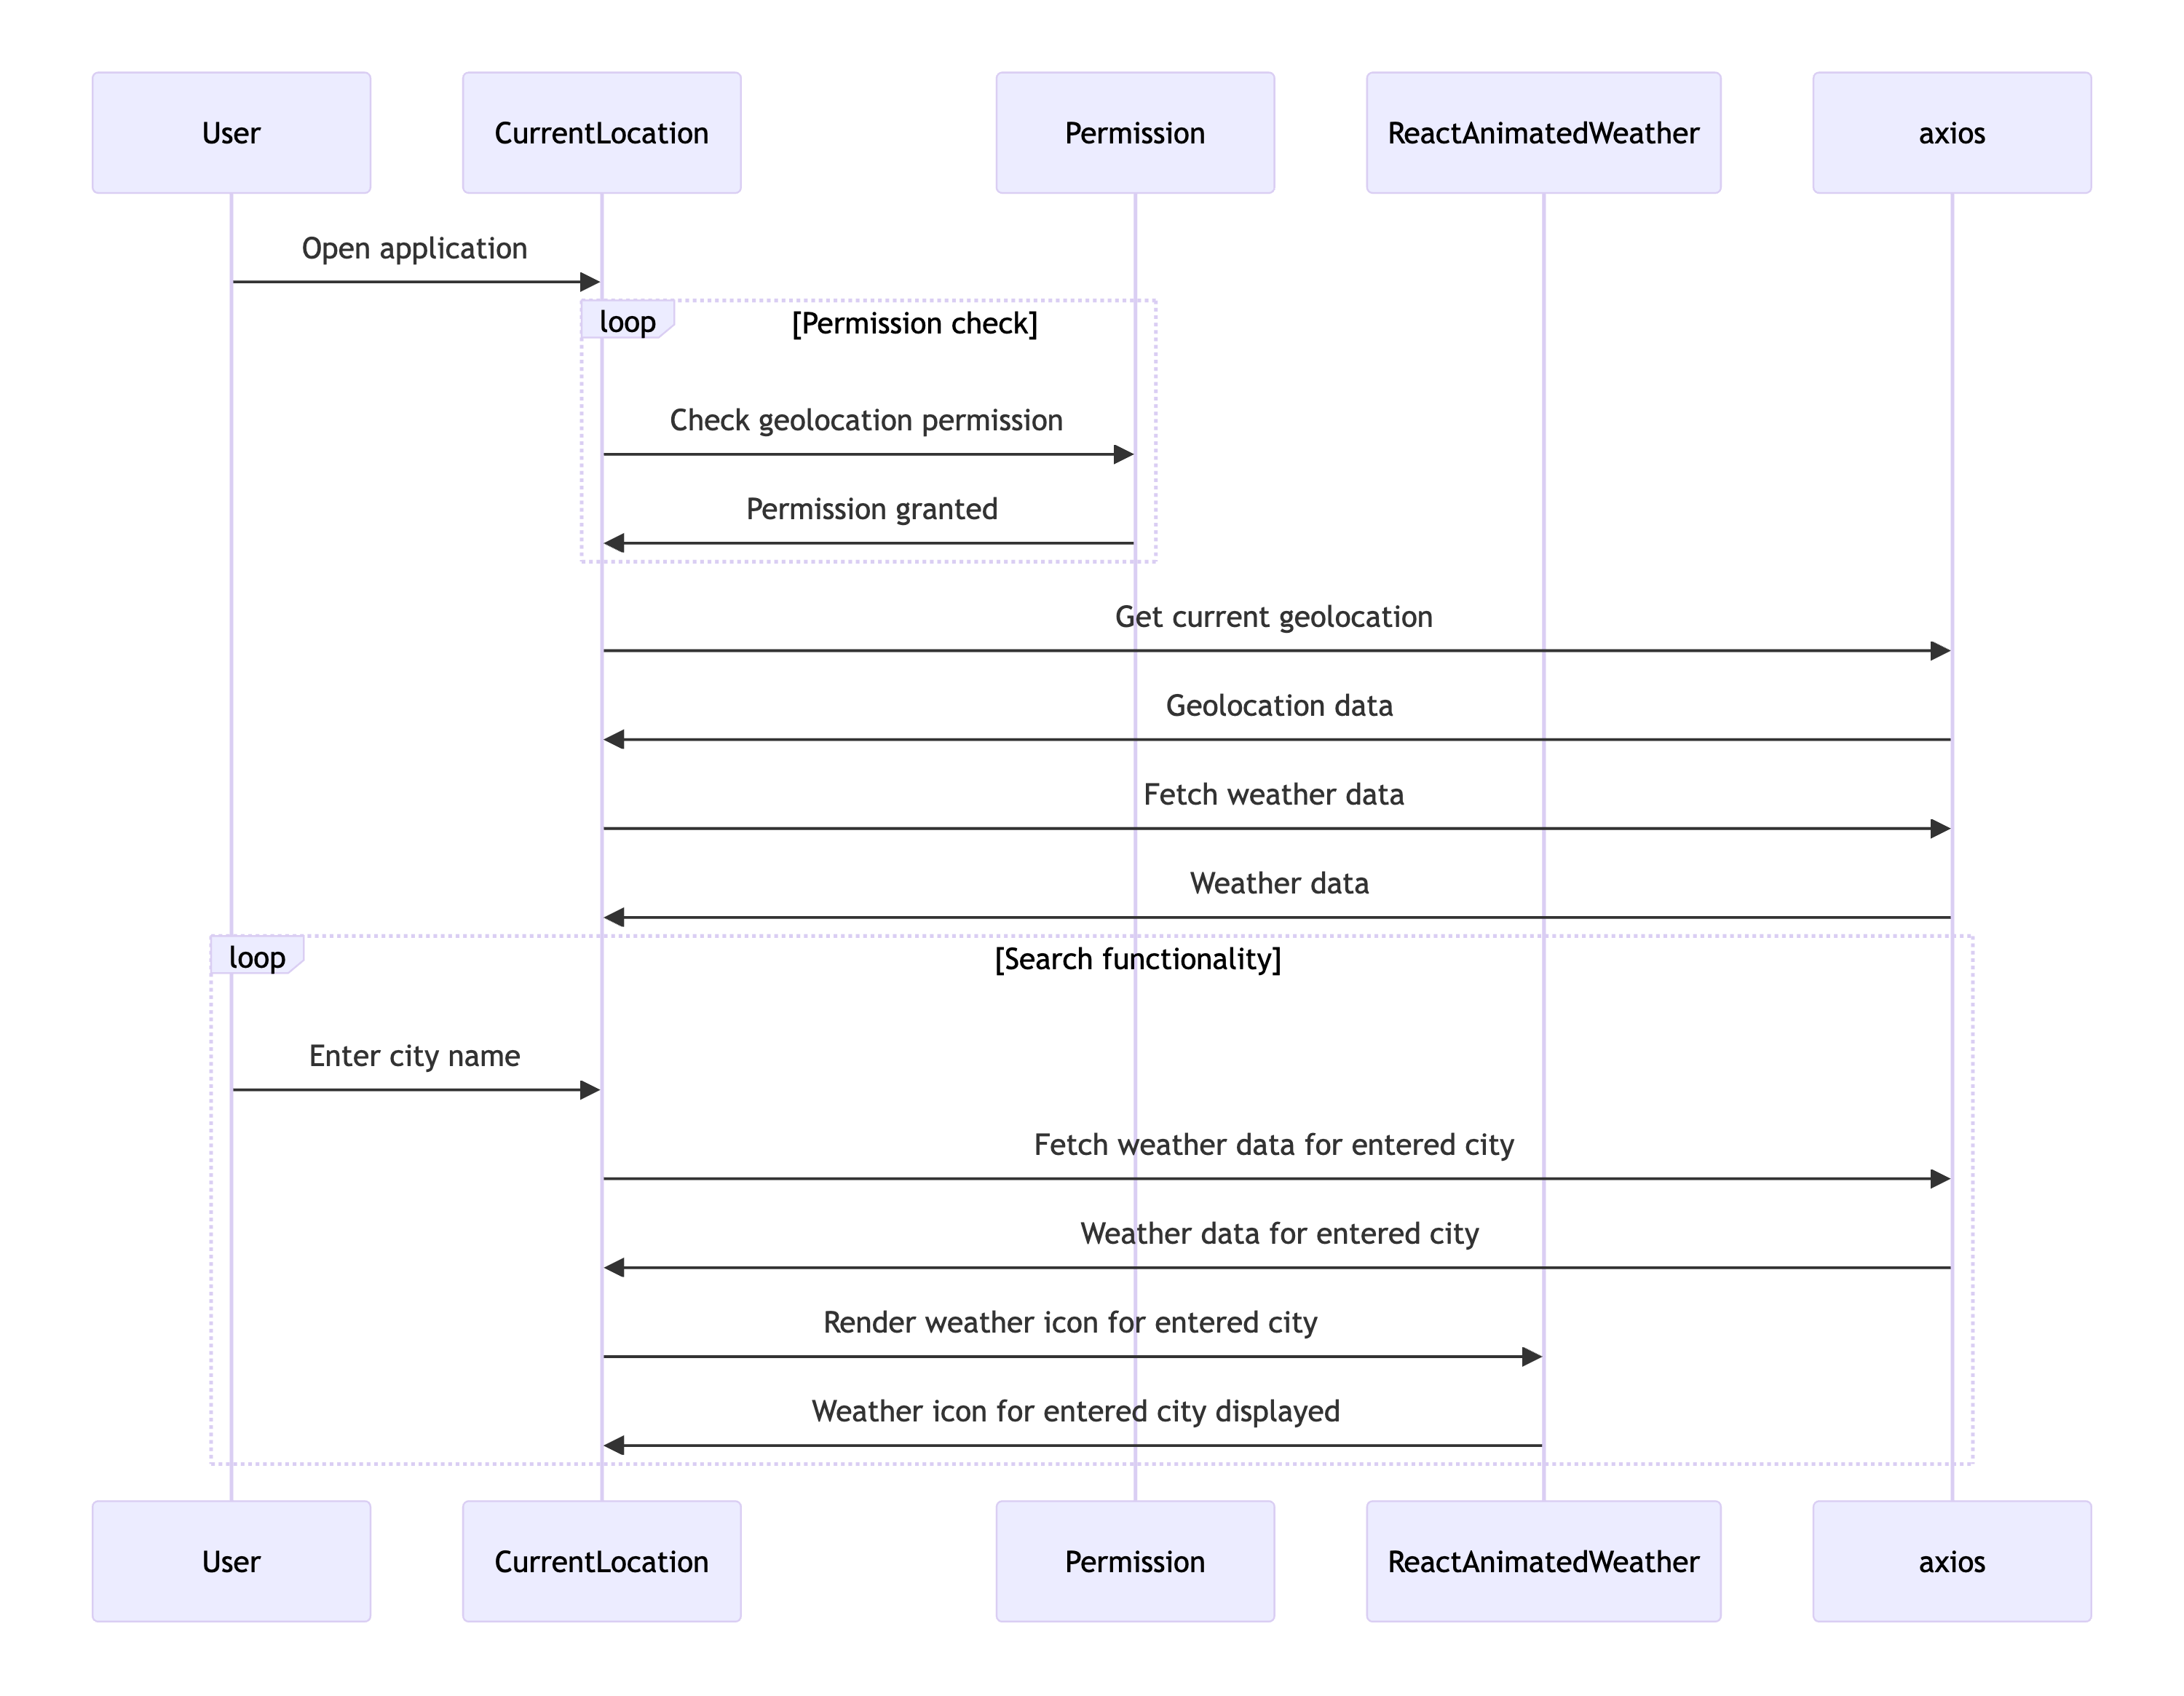 User
CurrentLocation
Permission
ReactAnimatedWeather
axios
Open application
loop
[Permission check]
Check geolocation permission
Permission granted
Get current geolocation
Geolocation data
Fetch weather data
Weather data
loop
[Search functionality]
Enter city name
Fetch weather data for entered city
Weather data for entered city
Render weather icon for entered city
Weather icon for entered city displayed
User
CurrentLocation
Permission
ReactAnimatedWeather
axios